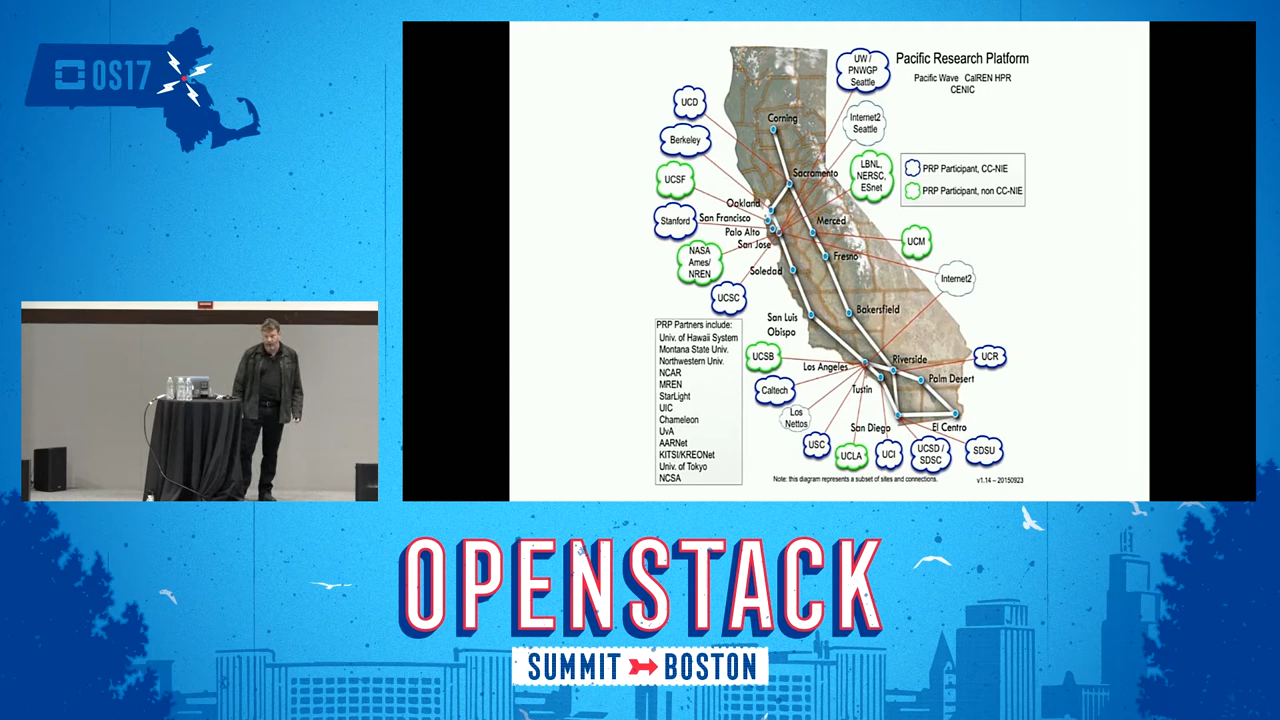 OS17
Pacific Research Platform
Pacific Wave CalREN HPR
CENIC
UW /
PNWGP
Seattle
UCD
Internet2
Seattle
Corning
Berkeley
LBNL,
NERSC,
ESnet
PRP Participant, CC-NIE
PRP Participant, non CC-NIE
UCSF
Sacramento
Oakland
Stanford
San Francisco
Merced
Palo Alto
San Jose
UCM
NASA
Ames/
NREN
Fresno
Soledad
Internet2
UCSC
Bakersfield
San Luis
Obispo
PRP Partners include:
Univ. of Hawaii System
Montana State Univ.
Northwestern Univ.
NCAR
MREN
StarLight
UIC
Chameleon
UvA
AARNet
KITSI/KREONet
Univ. of Tokyo
NCSA
UCSB
Los Angeles
Riverside
UCR
Caltech
Tustin
Palm Desert
Los
Nettos
San Diego
El Centro
USC
UCLA
UCI
UCSD /
SDSC
SDSU
Note: this diagram represents a subset of sites and connections.
v1.14 – 20150923
OPENSTACK
SUMMIT BOSTON